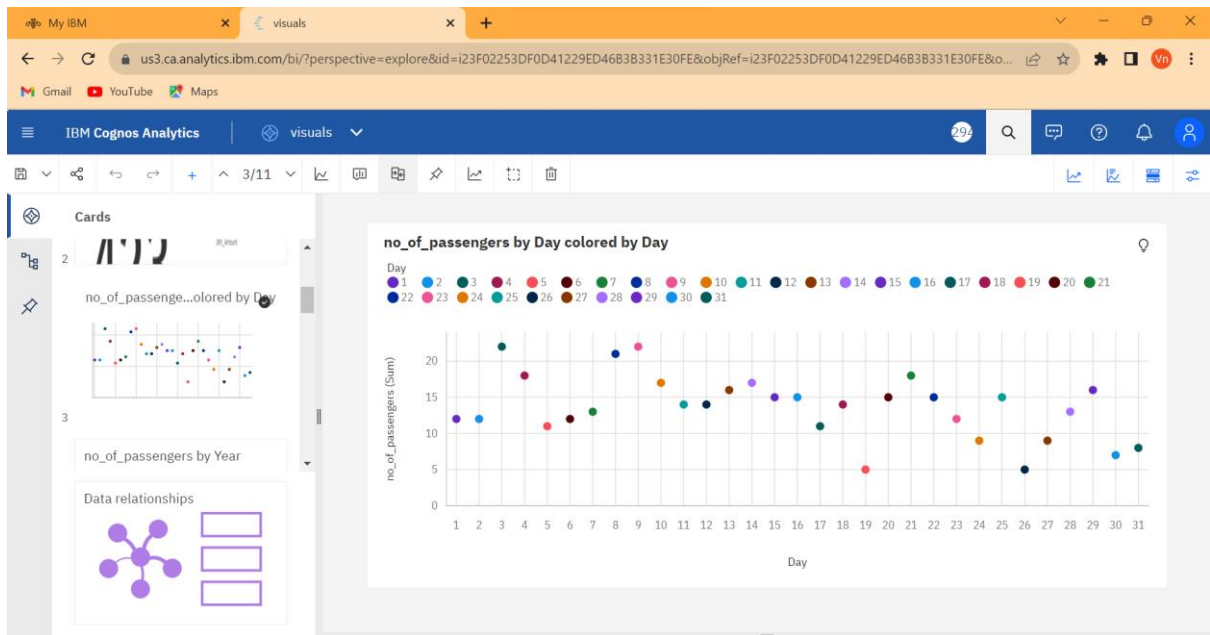 My IBM
visuals
us3.ca.analytics.ibm.com/bi/?perspective=explore&id=i23F02253DF0D41229ED46B3B331E30FE&objRef=i23F02253DF0D41229ED46B3B331E30FE&o...
Vn
Gmail YouTube Maps
IBM Cognos Analytics visuals
294
3/11
Cards
2
no_of_passenge...olored by Day
3
no_of_passengers by Year
Data relationships
no_of_passengers by Day colored by Day
Day
1 2 3 4 5 6 7 8 9 10 11 12 13 14 15 16 17 18 19 20 21
22 23 24 25 26 27 28 29 30 31
no_of_passengers (Sum)
20
15
10
5
0
1 2 3 4 5 6 7 8 9 10 11 12 13 14 15 16 17 18 19 20 21 22 23 24 25 26 27 28 29 30 31
Day